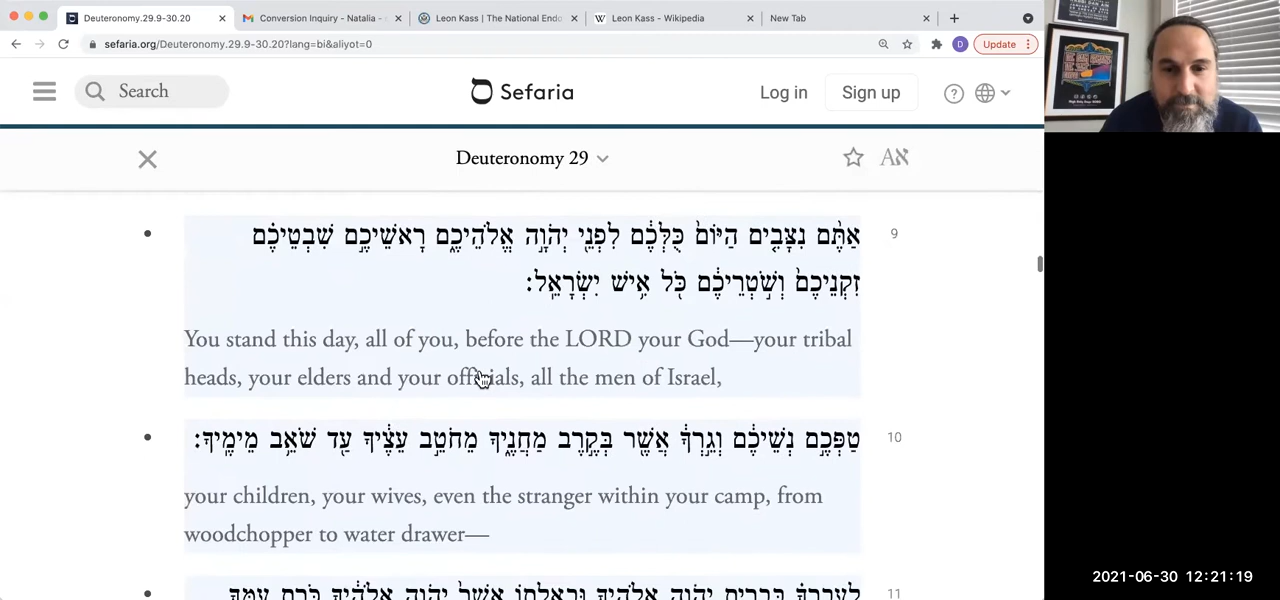 Deuteronomy.29.9-30.20
Conversion Inquiry - Natalia -
Leon Kass | The National Endo
Leon Kass - Wikipedia
New Tab
sefaria.org/Deuteronomy.29.9-30.20?lang=bi&aliyot=0
D
Update
Search
Sefaria
Log in
Sign up
Deuteronomy 29
9
אַתֶּ֨ם נִצָּבִ֤ים הַיּוֹם֙ כֻּלְּכֶ֔ם לִפְנֵ֖י יְהֹוָ֣ה אֱלֹהֵיכֶ֑ם רָאשֵׁיכֶ֣ם שִׁבְטֵיכֶ֗ם
זִקְנֵיכֶם֙ וְשֹׁ֣טְרֵיכֶ֔ם כֹּ֖ל אִ֥ישׁ יִשְׂרָאֵֽל׃
You stand this day, all of you, before the LORD your God—your tribal
heads, your elders and your officials, all the men of Israel,
10
טַפְּכֶ֣ם נְשֵׁיכֶ֔ם וְגֵ֣רְךָ֔ אֲשֶׁ֖ר בְּקֶ֣רֶב מַחֲנֶ֑יךָ מֵחֹטֵ֣ב עֵצֶ֔יךָ עַ֖ד שֹׁאֵ֥ב מֵימֶֽיךָ׃
your children, your wives, even the stranger within your camp, from
woodchopper to water drawer—
11
לְעׇבְרְךָ֗ בִּבְרִ֛ית יְהֹוָ֥ה אֱלֹהֶ֖יךָ וּבְאָלָת֑וֹ אֲשֶׁר֙ יְהֹוָ֣ה אֱלֹהֶ֔יךָ כֹּרֵ֥ת עִמְּךָ֖
2021-06-30 12:21:19